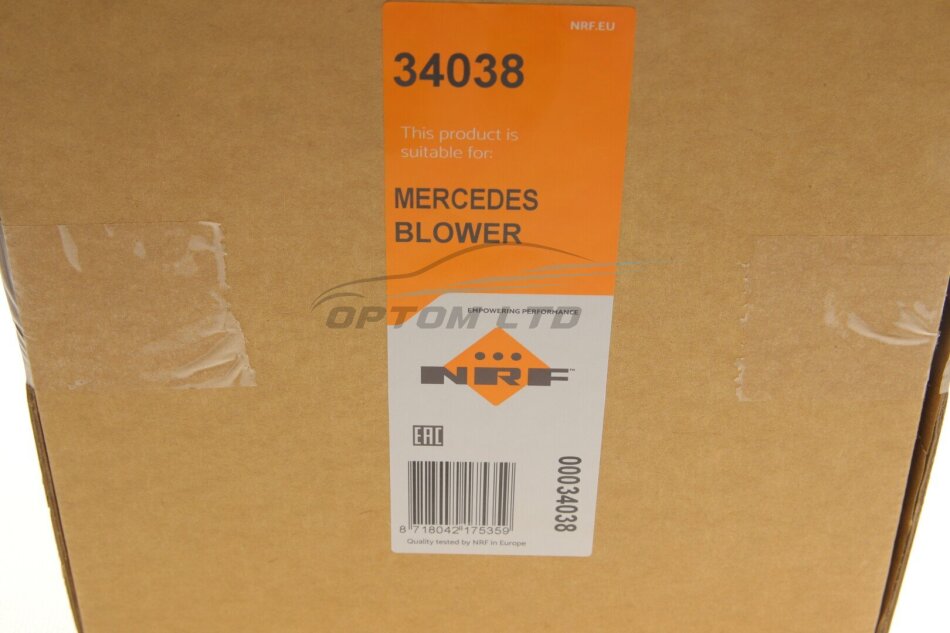 NRF.EU
34038
This product is
suitable for:
MERCEDES
BLOWER
OPTOM LTD
EMPOWERING PERFORMANCE
NRF™
EAC
00034038
8 718042 175359
Quality tested by NRF in Europe